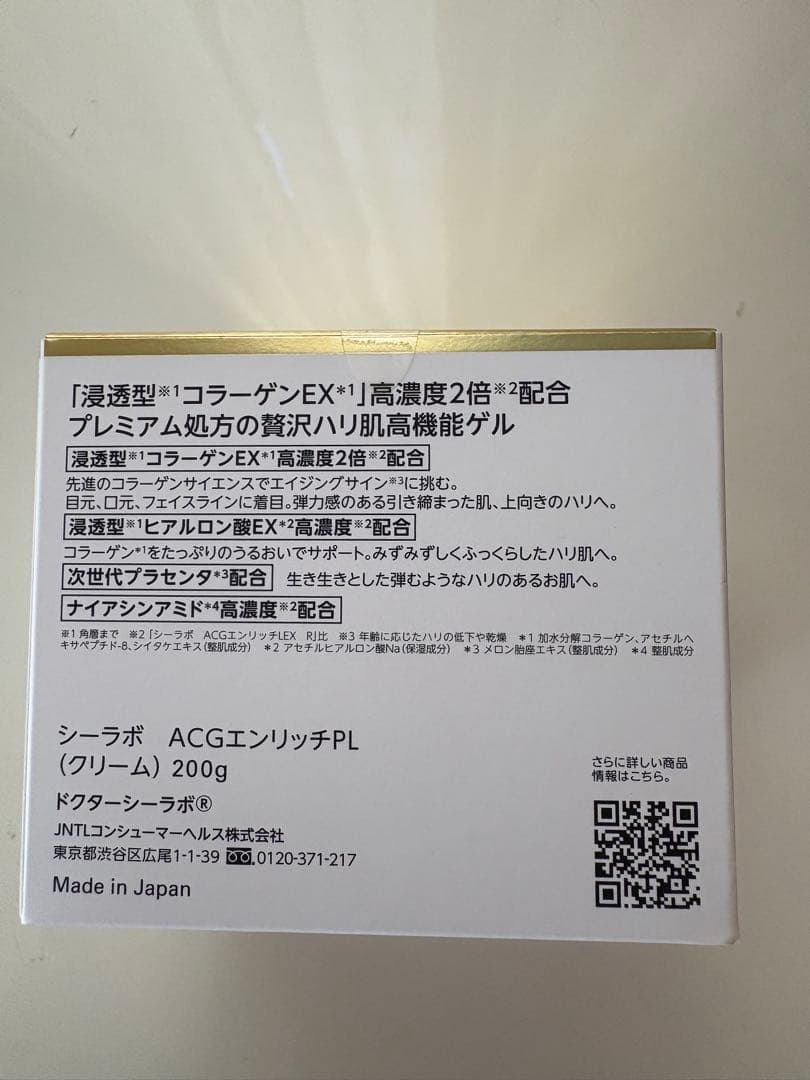 「浸透型※1コラーゲンEX*1」高濃度2倍※2配合
プレミアム処方の贅沢ハリ肌高機能ゲル
浸透型※1コラーゲンEX*1高濃度2倍※2配合
先進のコラーゲンサイエンスでエイジングサイン※3に挑む。
目元、口元、フェイスラインに着目。弾力感のある引き締まった肌、上向きのハリへ。
浸透型※1ヒアルロン酸EX*2高濃度※2配合
コラーゲン*1をたっぷりのうるおいでサポート。みずみずしくふっくらしたハリ肌へ。
次世代プラセンタ*3配合 生き生きとした弾むようなハリのあるお肌へ。
ナイアシンアミド*4高濃度※2配合
※1 角層まで ※2「シーラボ ACGエンリッチLEX R」比 ※3 年齢に応じたハリの低下や乾燥 *1 加水分解コラーゲン、アセチルヘ
キサペプチド-8、シイタケエキス（整肌成分） *2 アセチルヒアルロン酸Na（保湿成分） *3 メロン胎座エキス（整肌成分） *4 整肌成分
シーラボ ACGエンリッチPL
（クリーム）200g
ドクターシーラボ®
JNTLコンシューマーヘルス株式会社
東京都渋谷区広尾1-1-39 0120-371-217
Made in Japan
さらに詳しい商品
情報はこちら。